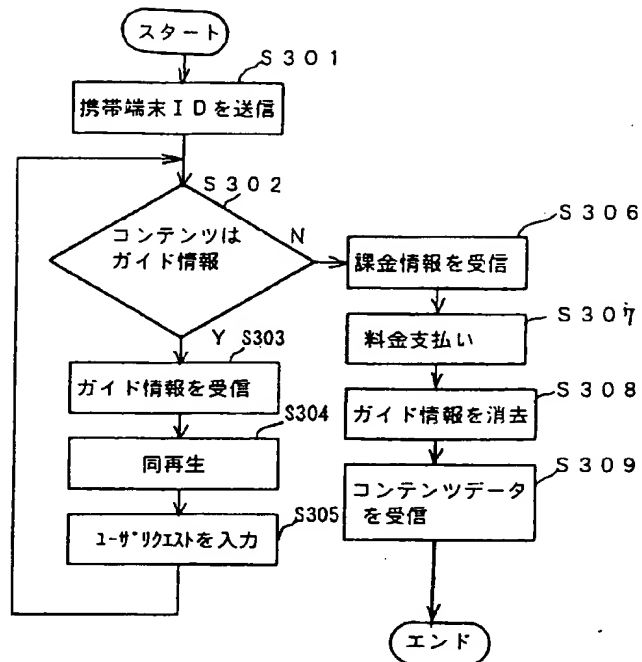 スタート
S301
携帯端末IDを送信
S302
コンテンツは
ガイド情報
N
Y
S303
ガイド情報を受信
S304
同再生
S305
ユーザリクエストを入力
S306
課金情報を受信
S307
料金支払い
S308
ガイド情報を消去
S309
コンテンツデータ
を受信
エンド